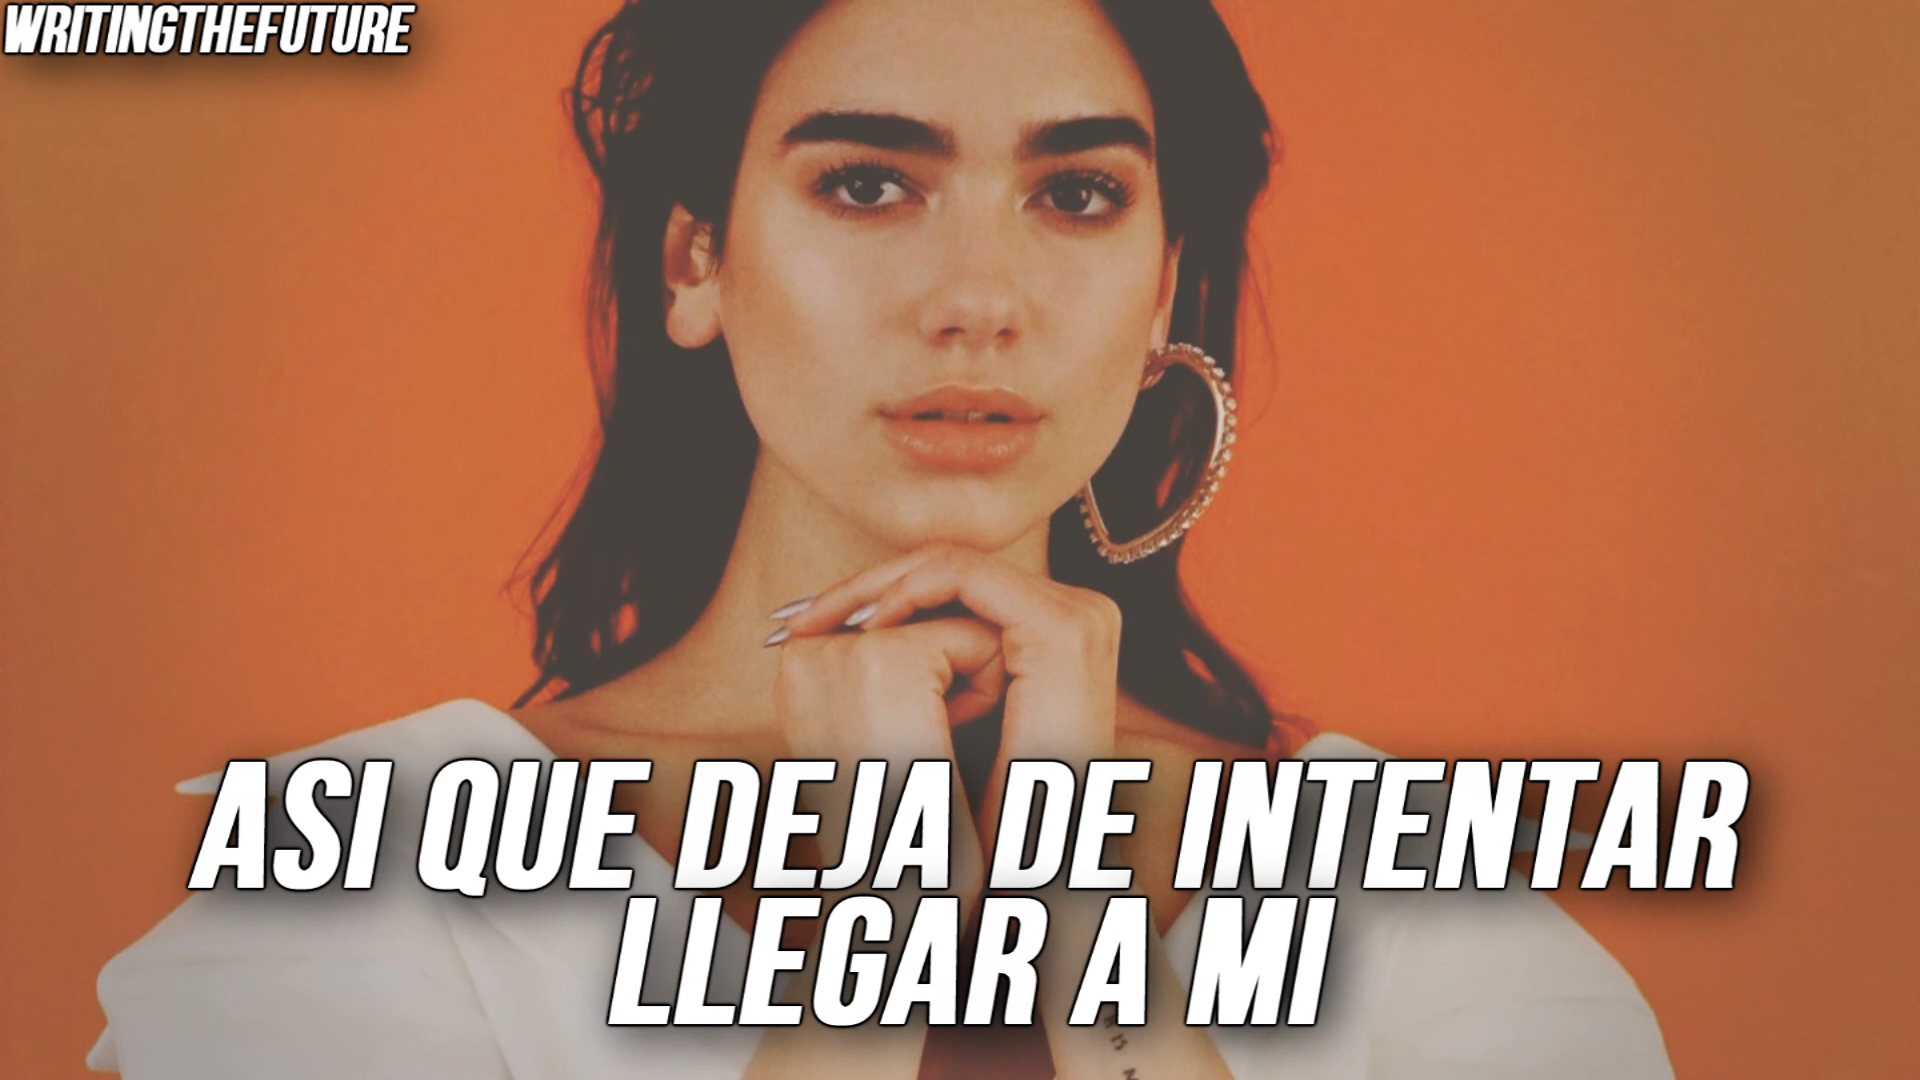 WRITINGTHEFUTURE
ASI QUE DEJA DE INTENTAR
LLEGAR A MI